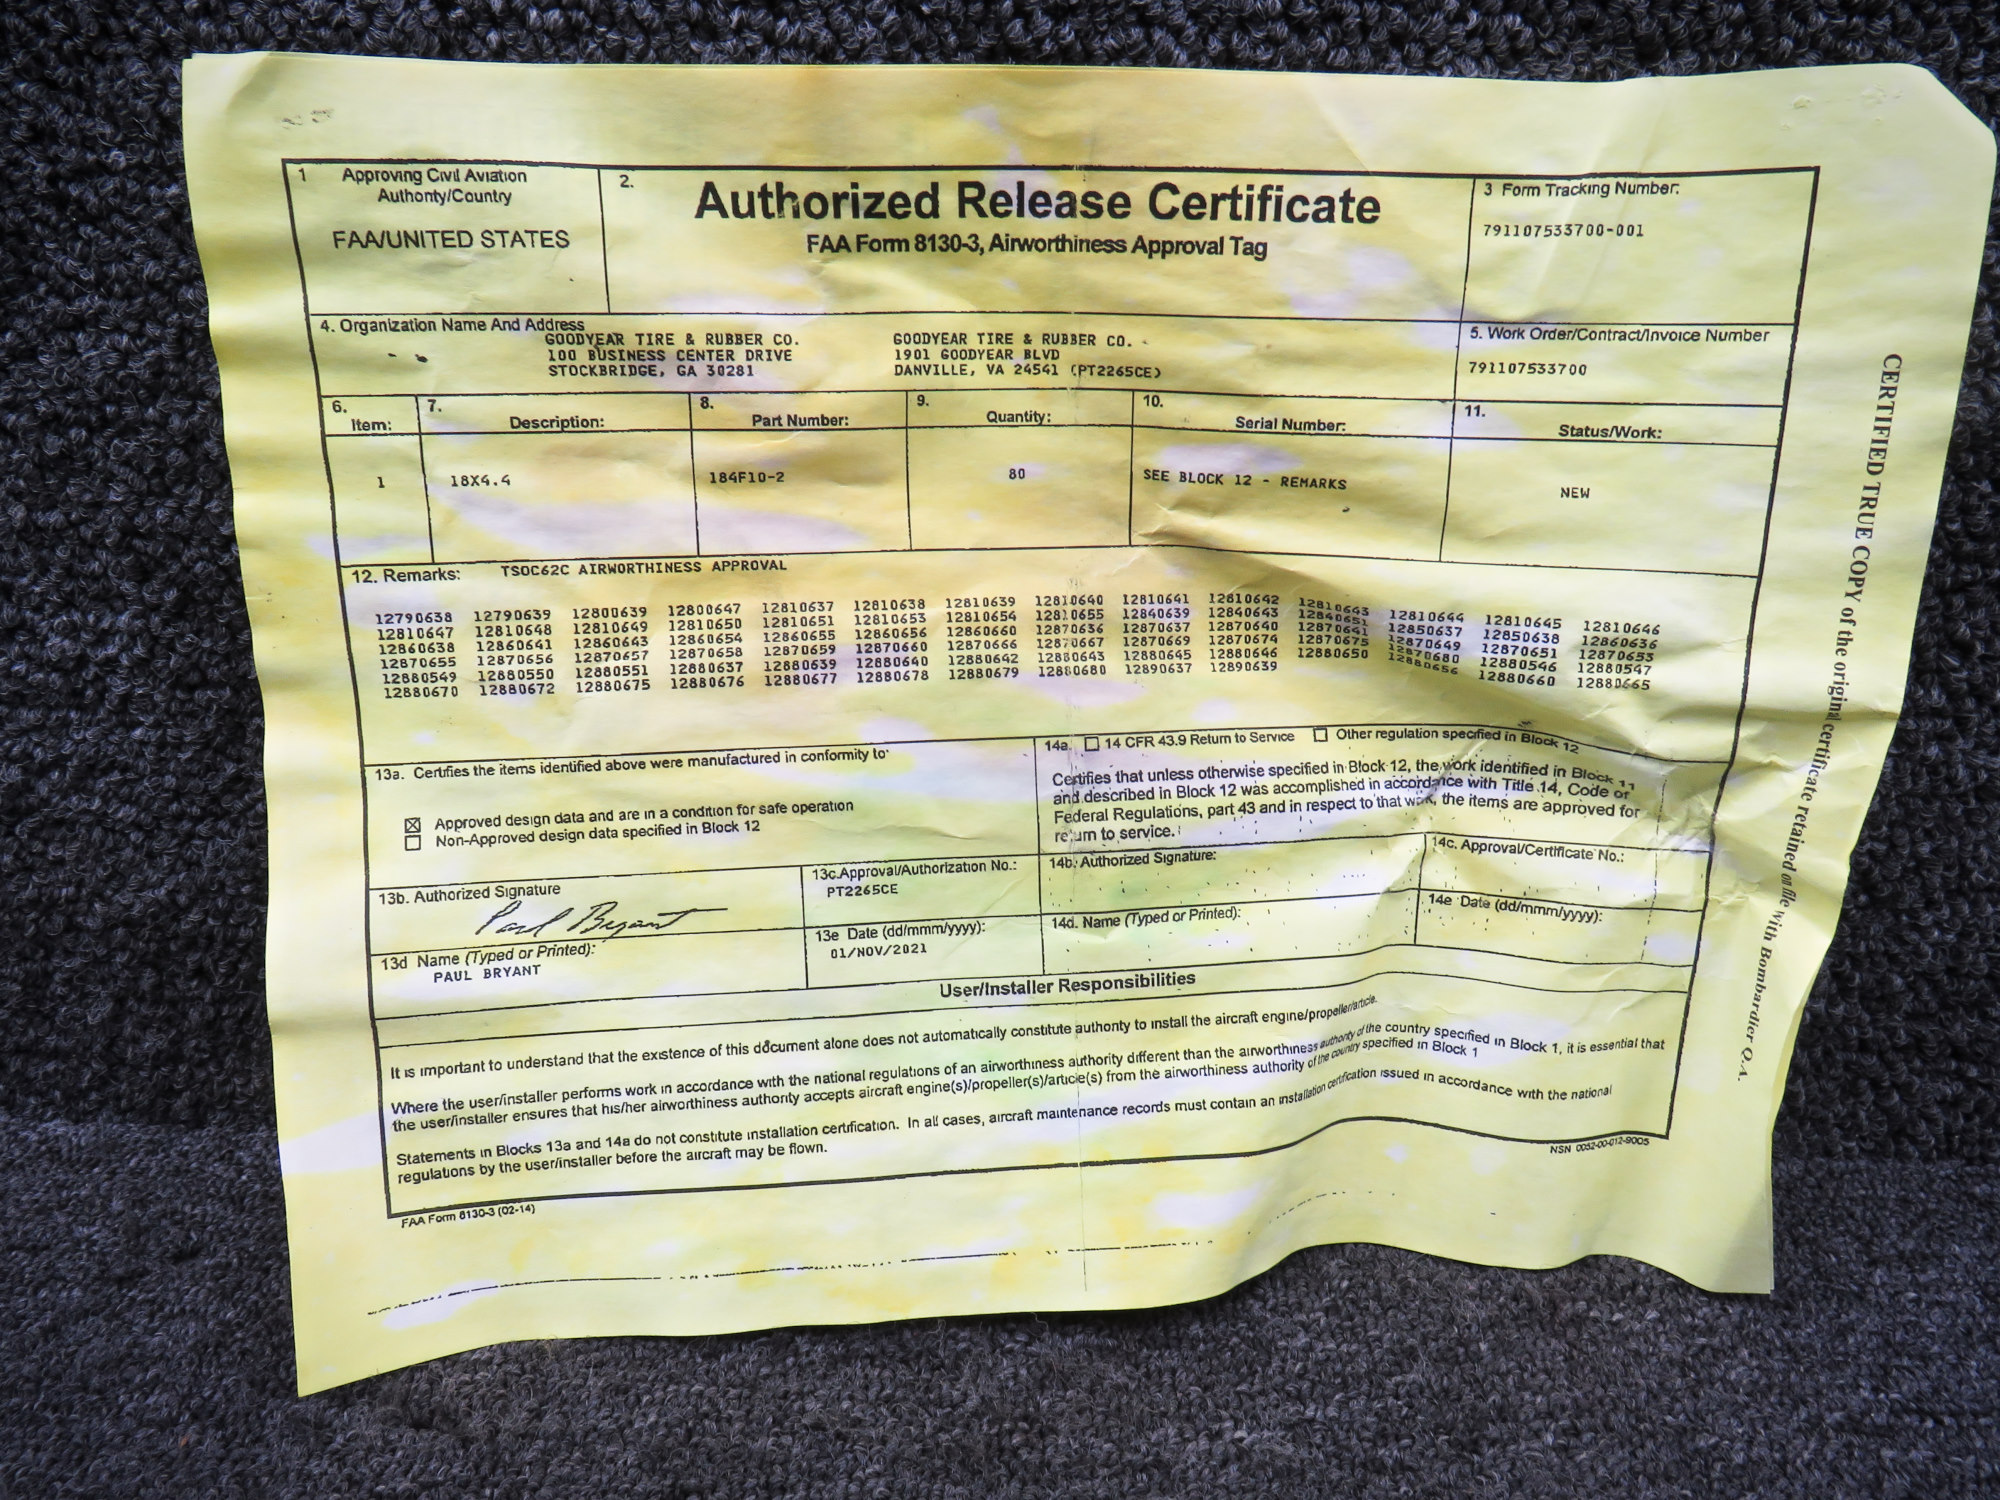 1 Approving Civil Aviation Authority/Country
FAA/UNITED STATES
2.
Authorized Release Certificate
FAA Form 8130-3, Airworthiness Approval Tag
3 Form Tracking Number:
791107533700-001
4. Organization Name And Address
GOODYEAR TIRE & RUBBER CO.
100 BUSINESS CENTER DRIVE
STOCKBRIDGE, GA 30281
GOODYEAR TIRE & RUBBER CO.
1901 GOODYEAR BLVD
DANVILLE, VA 24541 (PT2265CE)
5. Work Order/Contract/Invoice Number
791107533700
6. Item:
7. Description:
8. Part Number:
9. Quantity:
10. Serial Number:
11. Status/Work:
1 18X4.4 184F10-2 80 SEE BLOCK 12 - REMARKS NEW
12. Remarks: TSOC62C AIRWORTHINESS APPROVAL
12790638 12790639 12800639 12800647 12810637 12810638 12810639 12810640 12810641 12810642 12810643 12810644 12810645 12810646
12810647 12810648 12810649 12810650 12810651 12810653 12810654 12810655 12840639 12840643 12840651 12850637 12850638 12860636
12860638 12860641 12860643 12860654 12860655 12860656 12860660 12870636 12870637 12870640 12870641 12870649 12870651 12870653
12870655 12870656 12870657 12870658 12870659 12870660 12870666 12870667 12870669 12870674 12870675 12870680 12880546 12880547
12880549 12880550 12880551 12880637 12880639 12880640 12880642 12880643 12880645 12880646 12880650 12880656 12880660 12880665
12880670 12880672 12880675 12880676 12880677 12880678 12880679 12880680 12890637 12890639
13a. Certifies the items identified above were manufactured in conformity to:
☒ Approved design data and are in a condition for safe operation
☐ Non-Approved design data specified in Block 12
14a. ☐ 14 CFR 43.9 Return to Service ☐ Other regulation specified in Block 12
Certifies that unless otherwise specified in Block 12, the work identified in Block 11
and described in Block 12 was accomplished in accordance with Title 14, Code of
Federal Regulations, part 43 and in respect to that work, the items are approved for
return to service.
13b. Authorized Signature
Paul Bryant
13c. Approval/Authorization No.:
PT2265CE
14b. Authorized Signature:
14c. Approval/Certificate No.:
13d Name (Typed or Printed):
PAUL BRYANT
13e Date (dd/mmm/yyyy):
01/NOV/2021
14d. Name (Typed or Printed):
14e Date (dd/mmm/yyyy):
User/Installer Responsibilities
It is important to understand that the existence of this document alone does not automatically constitute authority to install the aircraft engine/propeller/article.
Where the user/installer performs work in accordance with the national regulations of an airworthiness authority different than the airworthiness authority of the country specified in Block 1, it is essential that
the user/installer ensures that his/her airworthiness authority accepts aircraft engine(s)/propeller(s)/article(s) from the airworthiness authority of the country specified in Block 1
Statements in Blocks 13a and 14a do not constitute installation certification. In all cases, aircraft maintenance records must contain an installation certification issued in accordance with the national
regulations by the user/installer before the aircraft may be flown.
FAA Form 8130-3 (02-14)
NSN 0052-00-012-9005
CERTIFIED TRUE COPY of the original certificate retained on file with Bombardier Q.A.